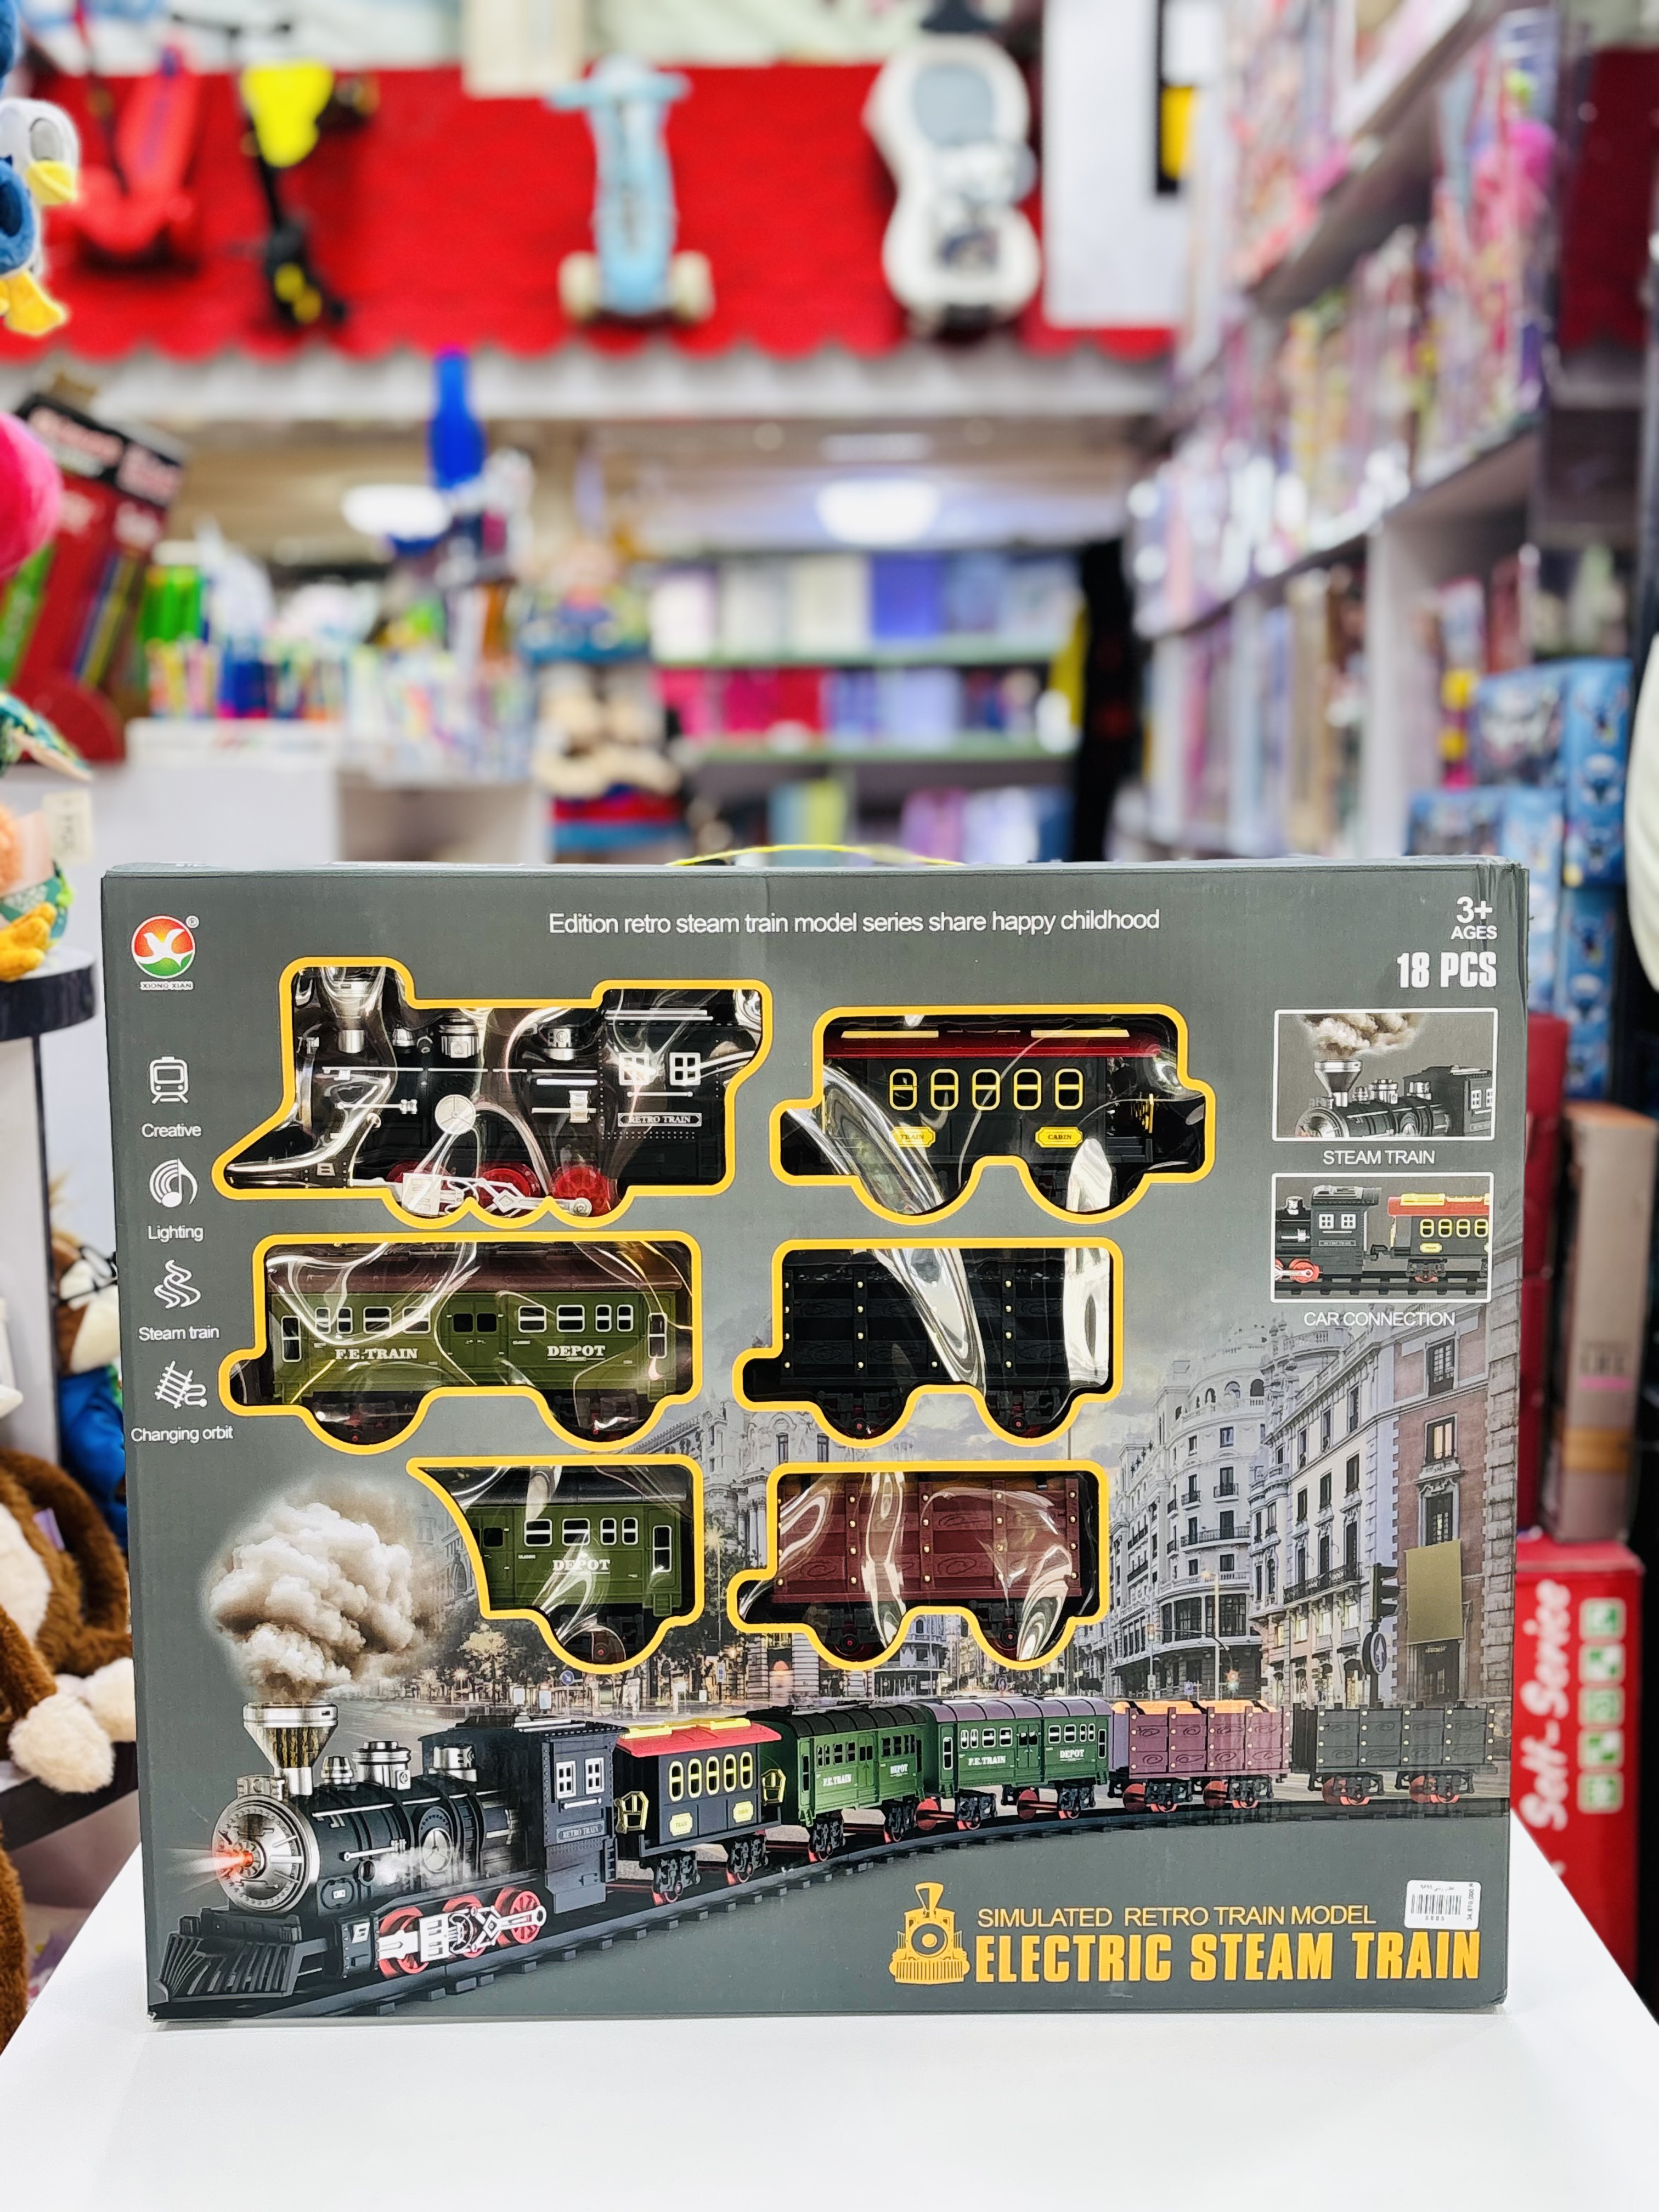 Edition retro steam train model series share happy childhood
3+
AGES
18 PCS
®
XIONG XIAN
Creative
Lighting
Steam train
Changing orbit
RETRO TRAIN
TRAIN
CABIN
STEAM TRAIN
CAR CONNECTION
F.E.TRAIN
DEPOT
DEPOT
RETRO TRAIN
F.E.TRAIN
DEPOT
F.E.TRAIN
DEPOT
SIMULATED RETRO TRAIN MODEL
ELECTRIC STEAM TRAIN
Self-Service